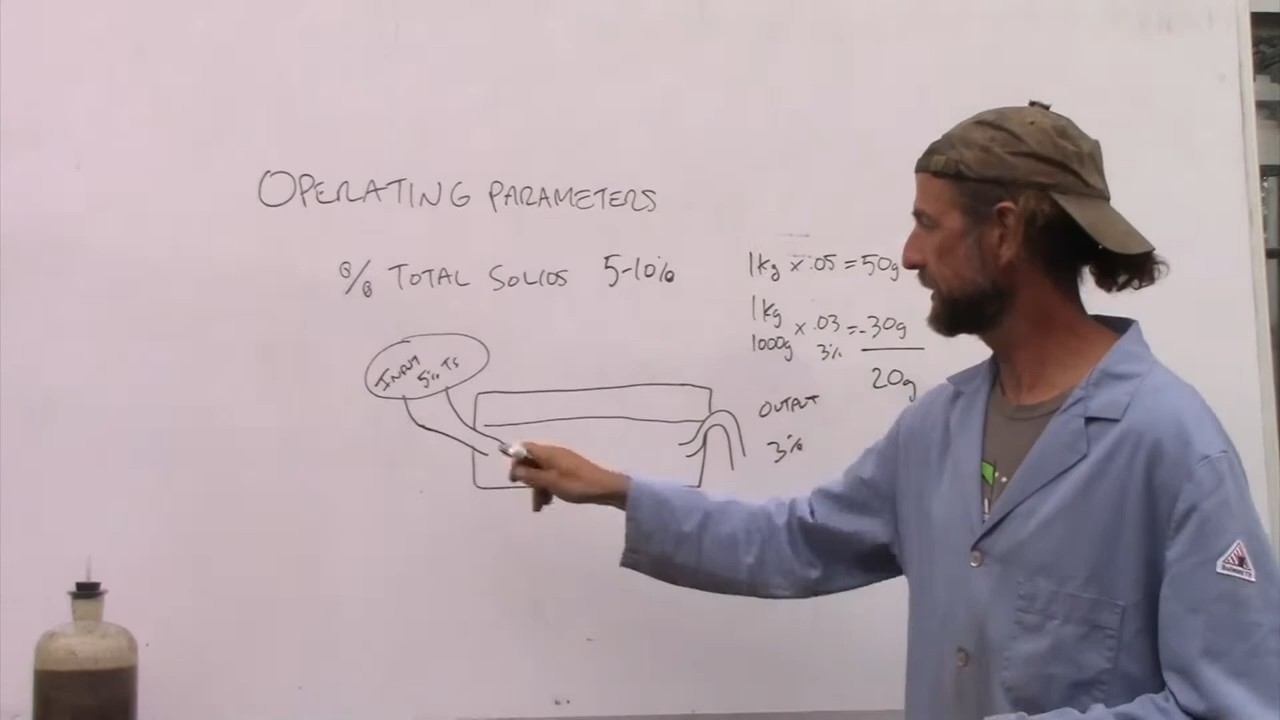 OPERATING PARAMETERS
% TOTAL SOLIDS 5-10%
INPUT
5% TS
1kg x .05 = 50g
1kg
1000g x .03 = -30g
3%
20g
OUTPUT
3%